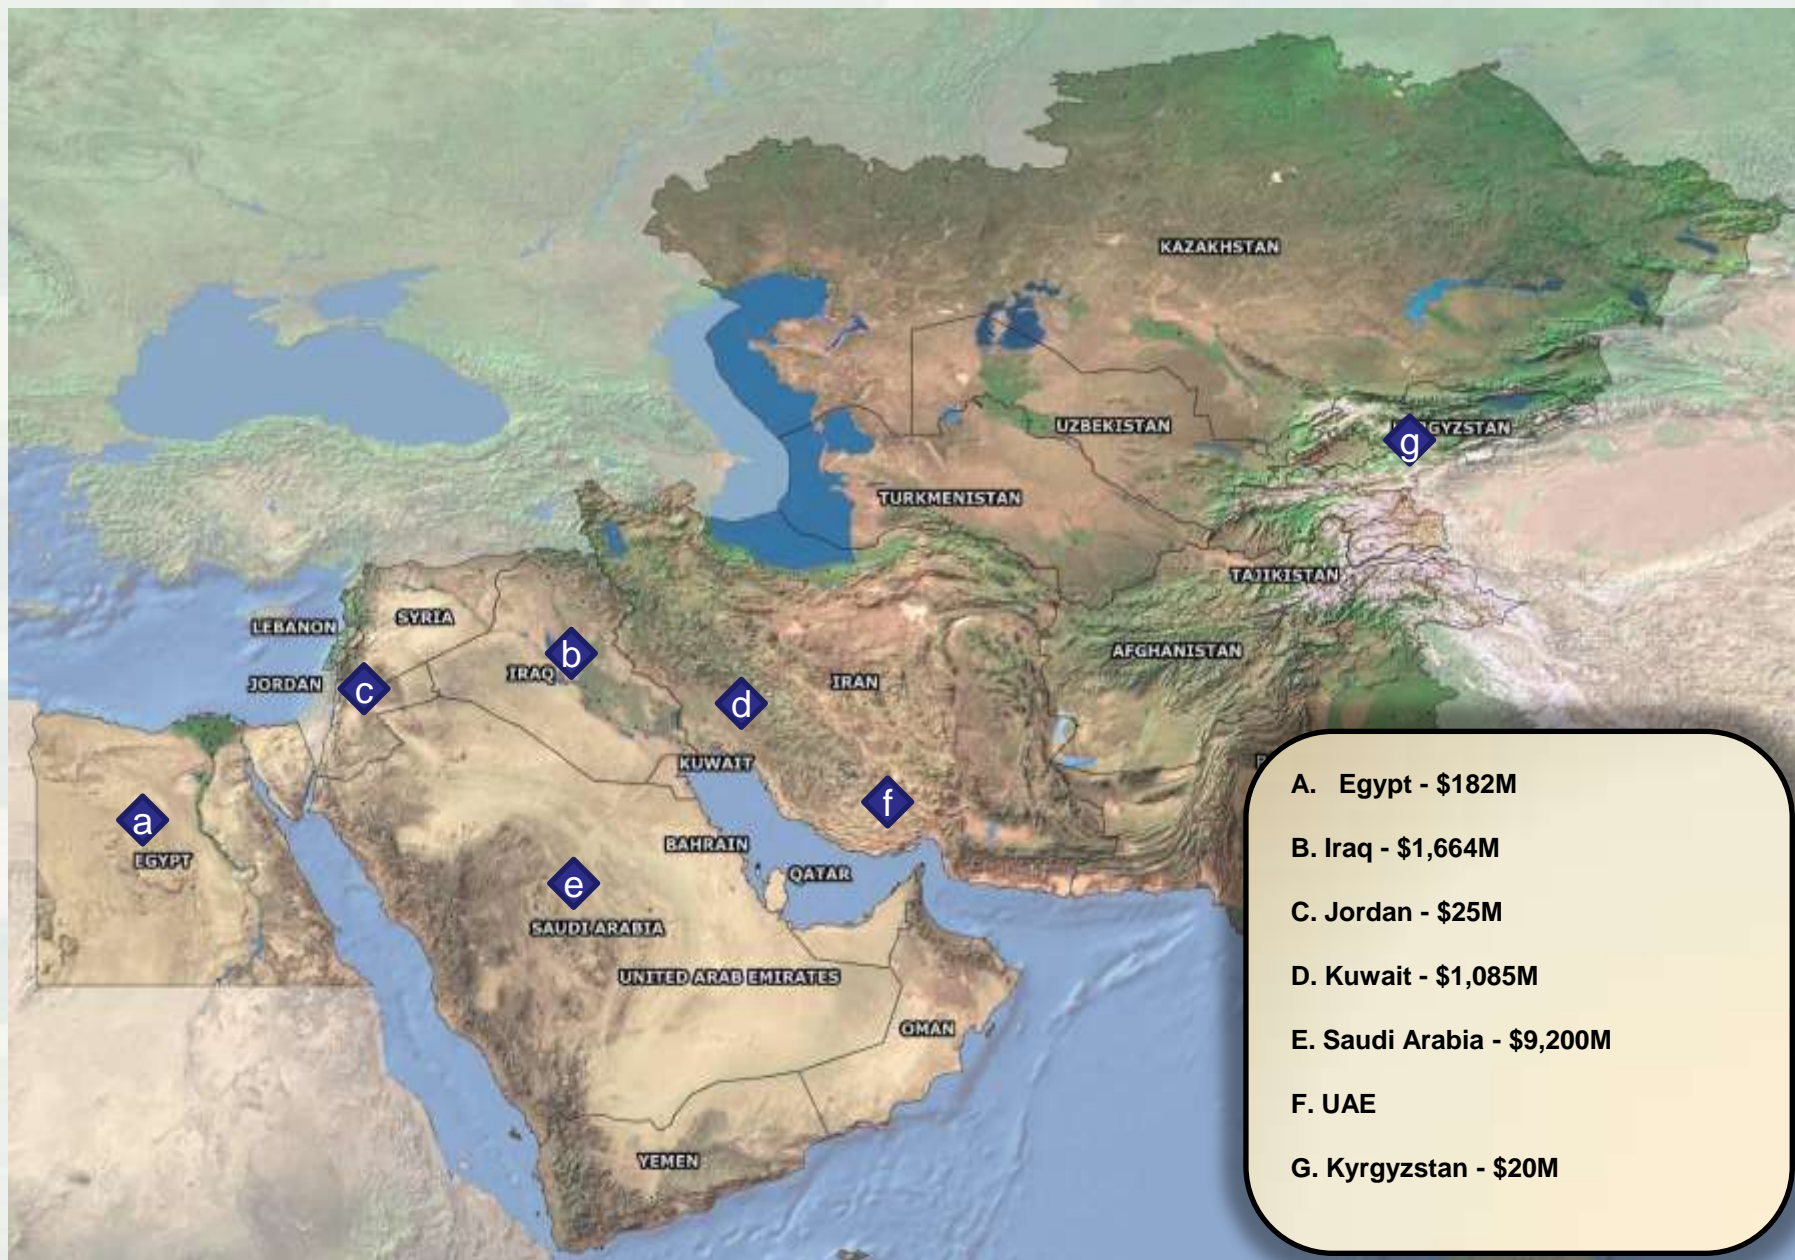 KAZAKHSTAN
UZBEKISTAN
g
GYZSTAN
TURKMENISTAN
TAJIKISTAN
LEBANON
SYRIA
b
AFGHANISTAN
IRAQ
JORDAN
c
IRAN
d
KUWAIT
f
a
EGYPT
BAHRAIN
QATAR
e
SAUDI ARABIA
UNITED ARAB EMIRATES
OMAN
YEMEN
A. Egypt - $182M
B. Iraq - $1,664M
C. Jordan - $25M
D. Kuwait - $1,085M
E. Saudi Arabia - $9,200M
F. UAE
G. Kyrgyzstan - $20M